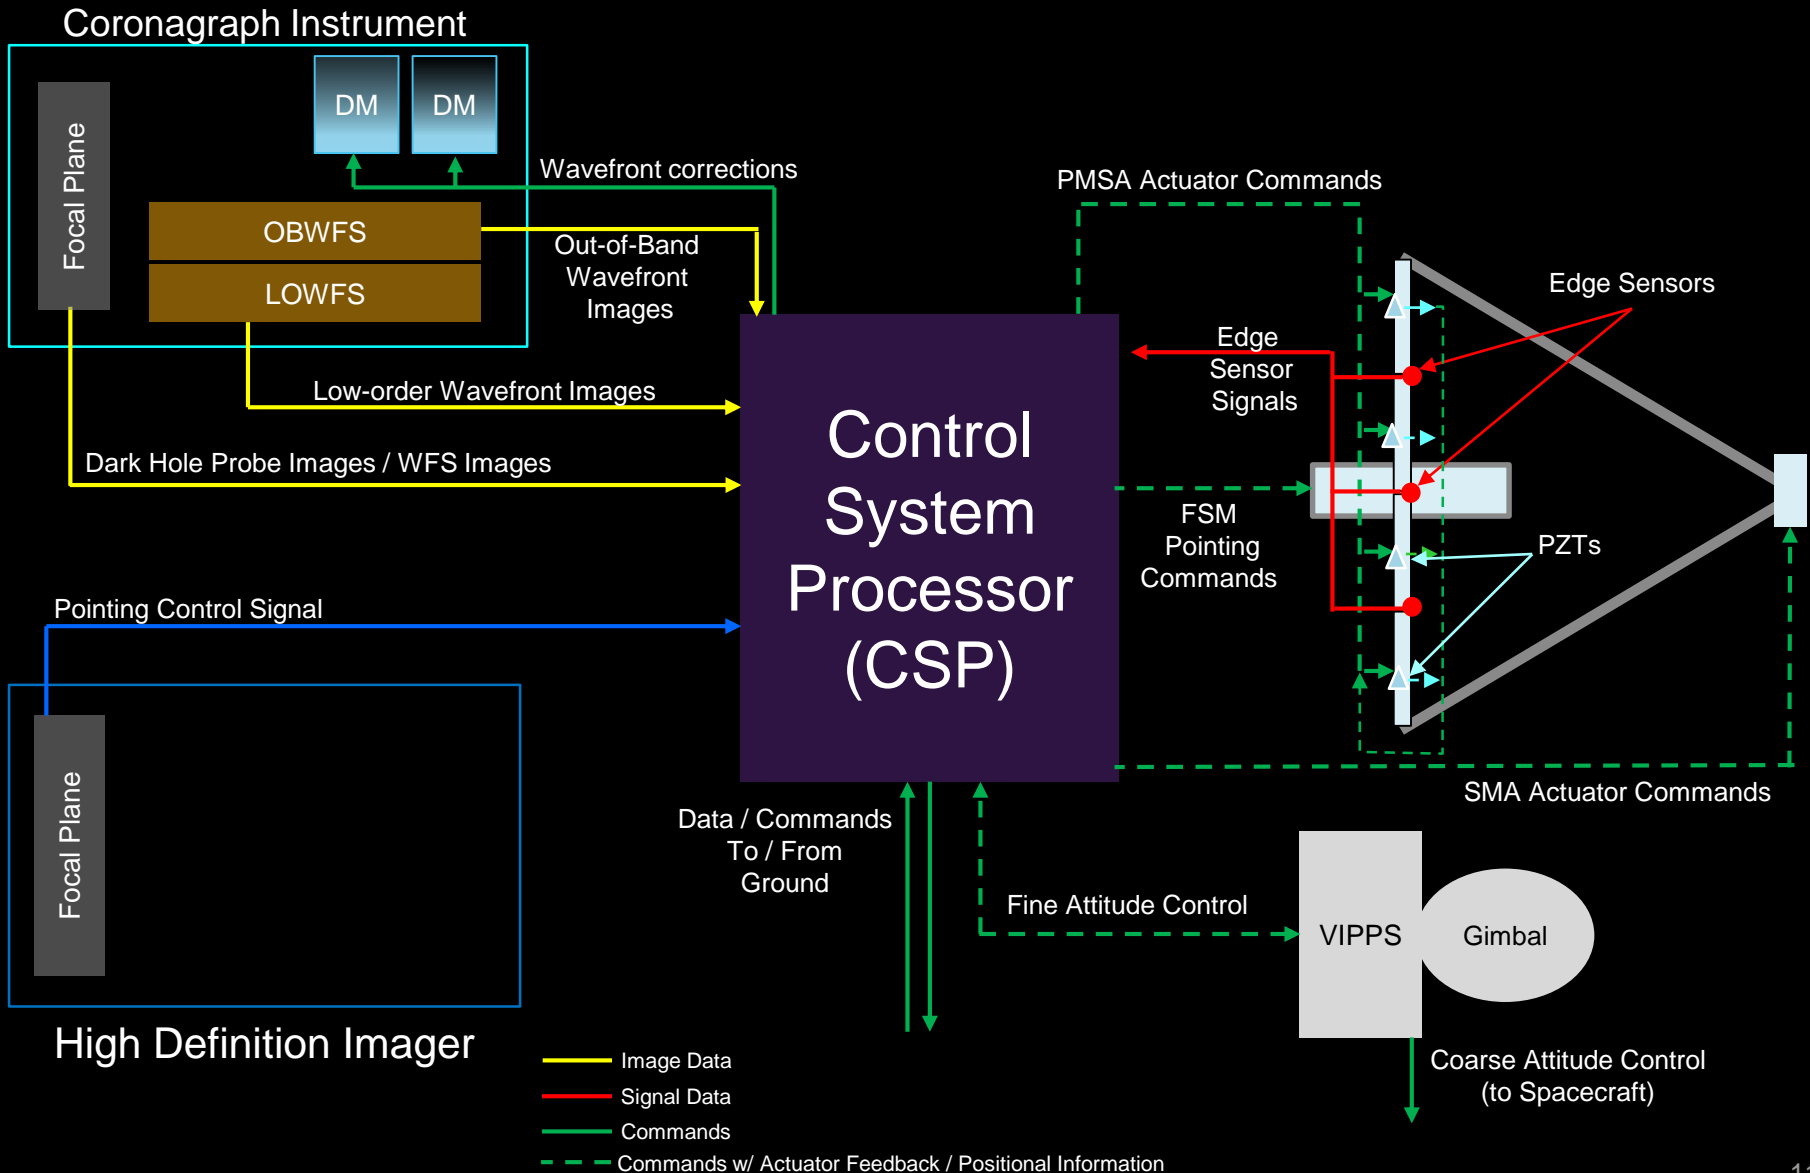 Coronagraph Instrument
Focal Plane
DM
DM
OBWFS
LOWFS
Wavefront corrections
Out-of-Band
Wavefront
Images
Low-order Wavefront Images
Dark Hole Probe Images / WFS Images
Pointing Control Signal
Focal Plane
High Definition Imager
Control
System
Processor
(CSP)
PMSA Actuator Commands
Edge
Sensor
Signals
Edge Sensors
FSM
Pointing
Commands
PZTs
SMA Actuator Commands
Data / Commands
To / From
Ground
Fine Attitude Control
VIPPS
Gimbal
Coarse Attitude Control
(to Spacecraft)
Image Data
Signal Data
Commands
Commands w/ Actuator Feedback / Positional Information